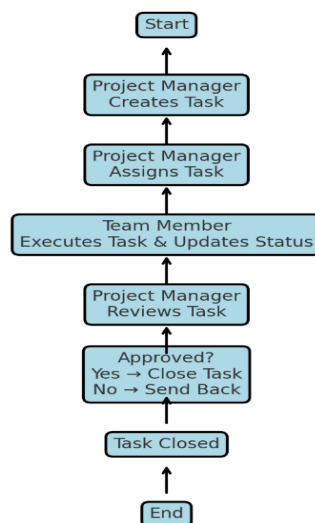 Start
Project Manager
Creates Task
Project Manager
Assigns Task
Team Member
Executes Task & Updates Status
Project Manager
Reviews Task
Approved?
Yes → Close Task
No → Send Back
Task Closed
End